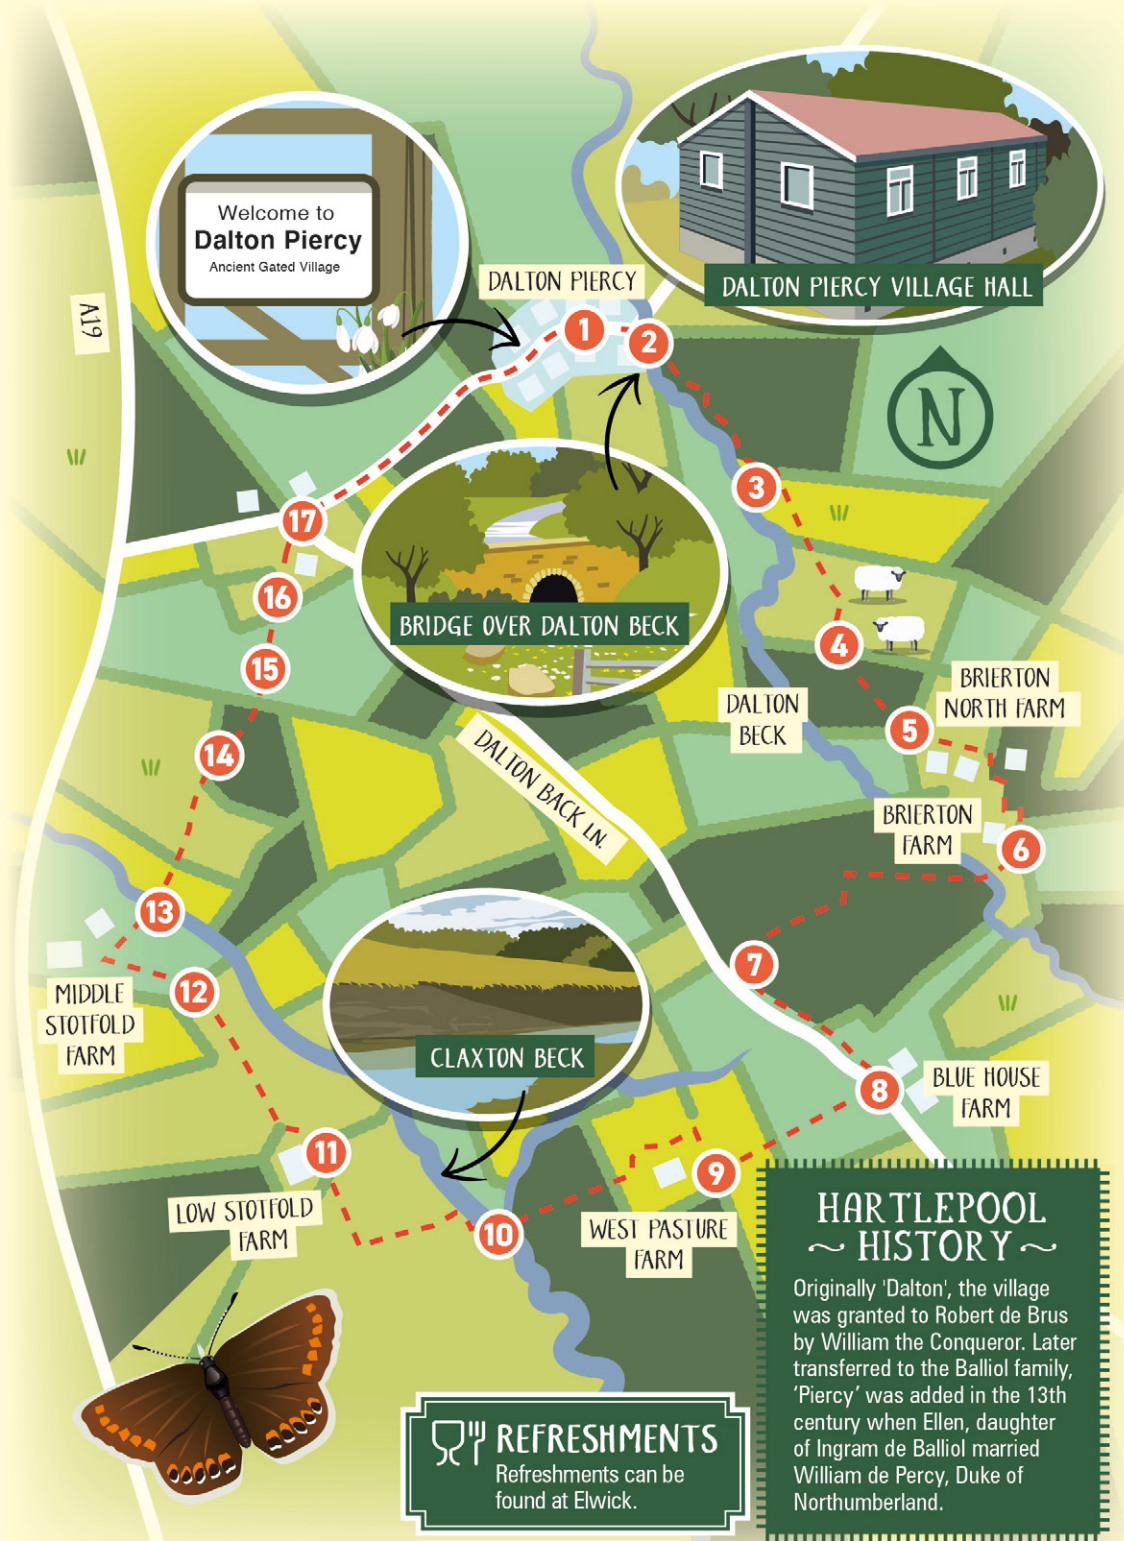 Welcome to
Dalton Piercy
Ancient Gated Village
DALTON PIERCY VILLAGE HALL
DALTON PIERCY
A19
1
2
N
3
17
BRIDGE OVER DALTON BECK
16
4
15
BRIERTON
NORTH FARM
DALTON
BECK
5
14
DALTON BACK LN.
BRIERTON
FARM
6
13
7
12
MIDDLE
STOTFOLD
FARM
CLAXTON BECK
8
BLUE HOUSE
FARM
11
9
LOW STOTFOLD
FARM
10
WEST PASTURE
FARM
HARTLEPOOL
~ HISTORY ~
Originally 'Dalton', the village
was granted to Robert de Brus
by William the Conqueror. Later
transferred to the Balliol family,
‘Piercy’ was added in the 13th
century when Ellen, daughter
of Ingram de Balliol married
William de Percy, Duke of
Northumberland.
REFRESHMENTS
Refreshments can be
found at Elwick.